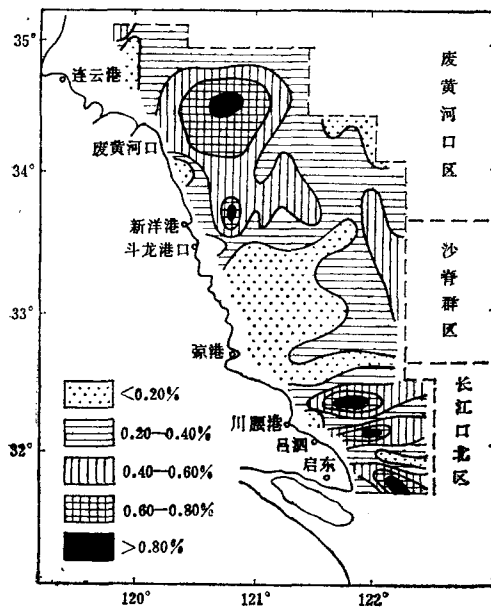 35°
34°
33°
32°
连云港
废黄河口
新洋港
斗龙港口
弶港
川腰港
吕泗
启东
废黄河口区
沙脊群区
长江口北区
<0.20%
0.20—0.40%
0.40—0.60%
0.60—0.80%
>0.80%
120°
121°
122°